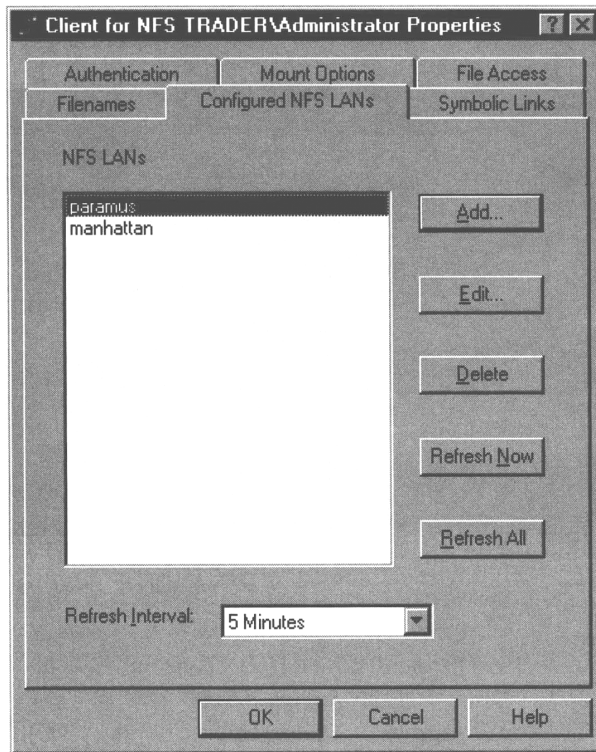 Client for NFS TRADER\Administrator Properties
Authentication
Mount Options
File Access
Filenames
Configured NFS LANs
Symbolic Links
NFS LANs
paramus
manhattan
Add...
Edit...
Delete
Refresh Now
Refresh All
Refresh Interval:
5 Minutes
OK
Cancel
Help